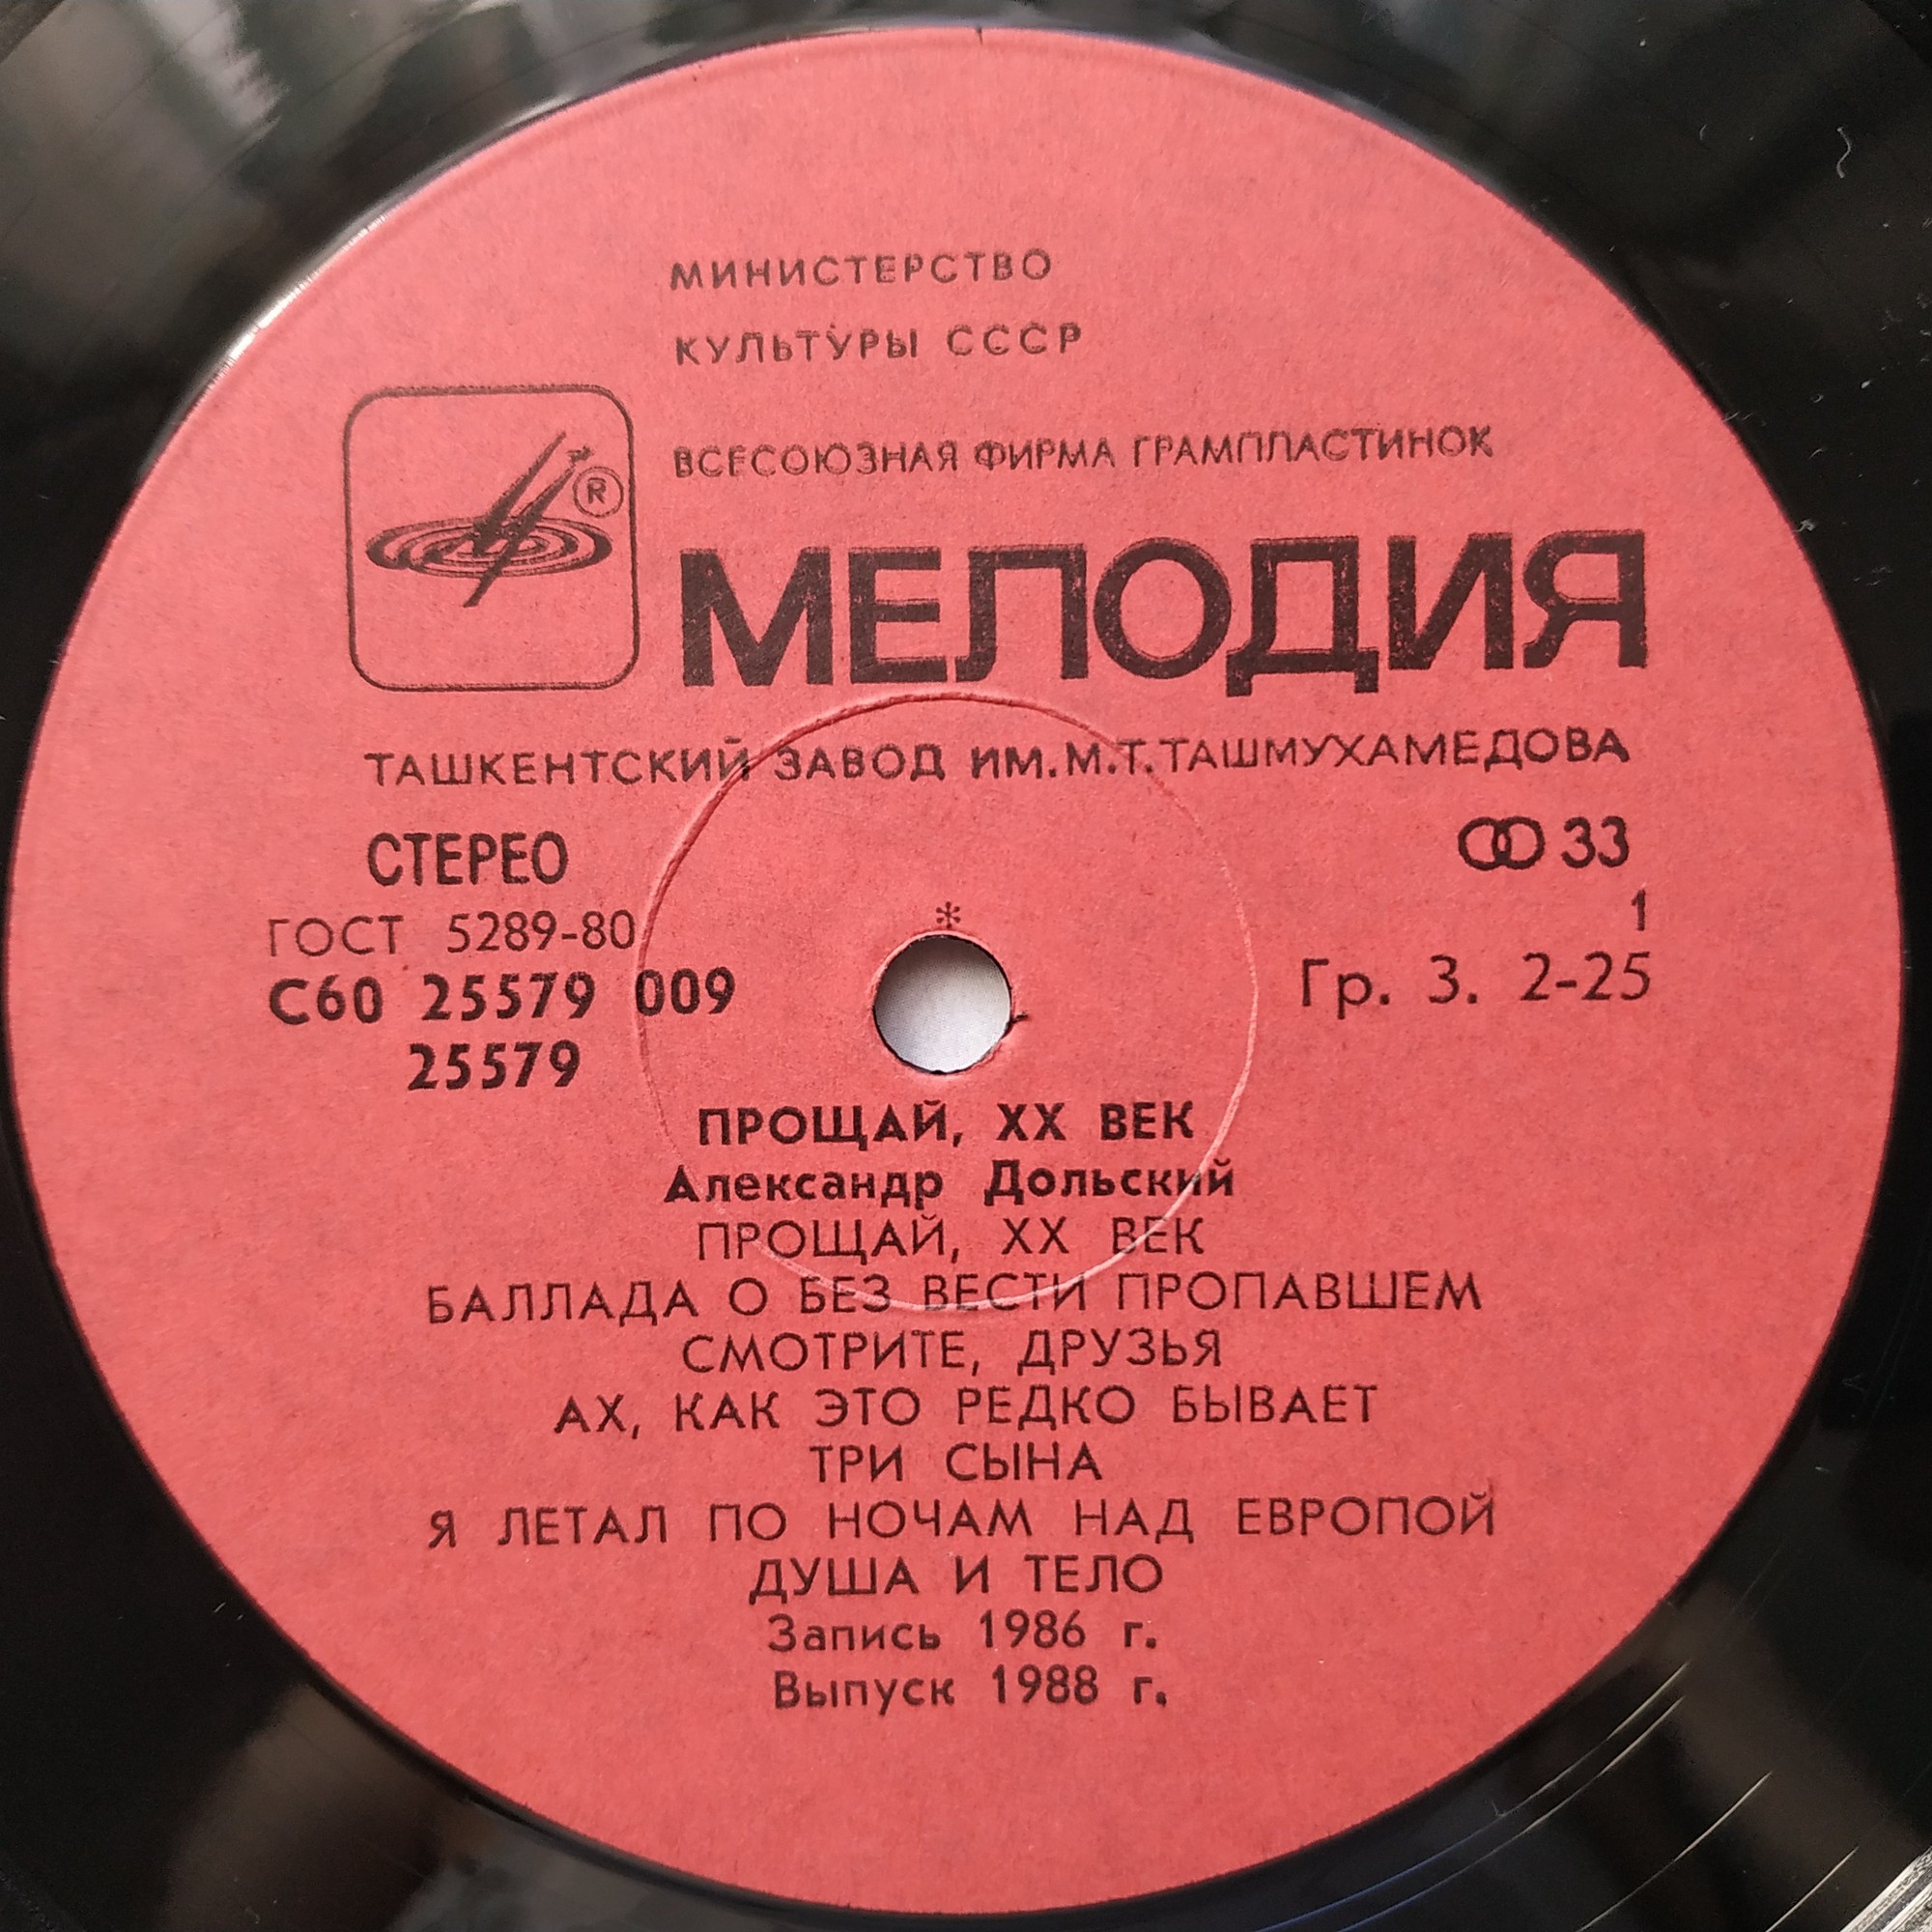 МИНИСТЕРСТВО
КУЛЬТУРЫ СССР
ВСЕСОЮЗНАЯ ФИРМА ГРАМПЛАСТИНОК
®
МЕЛОДИЯ
ТАШКЕНТСКИЙ ЗАВОД ИМ.М.Т.ТАШМУХАМЕДОВА
СТЕРЕО
33
ГОСТ 5289-80
1
С60 25579 009
Гр. 3. 2-25
25579
*
ПРОЩАЙ, ХХ ВЕК
Александр Дольский
ПРОЩАЙ, ХХ ВЕК
БАЛЛАДА О БЕЗ ВЕСТИ ПРОПАВШЕМ
СМОТРИТЕ, ДРУЗЬЯ
АХ, КАК ЭТО РЕДКО БЫВАЕТ
ТРИ СЫНА
Я ЛЕТАЛ ПО НОЧАМ НАД ЕВРОПОЙ
ДУША И ТЕЛО
Запись 1986 г.
Выпуск 1988 г.